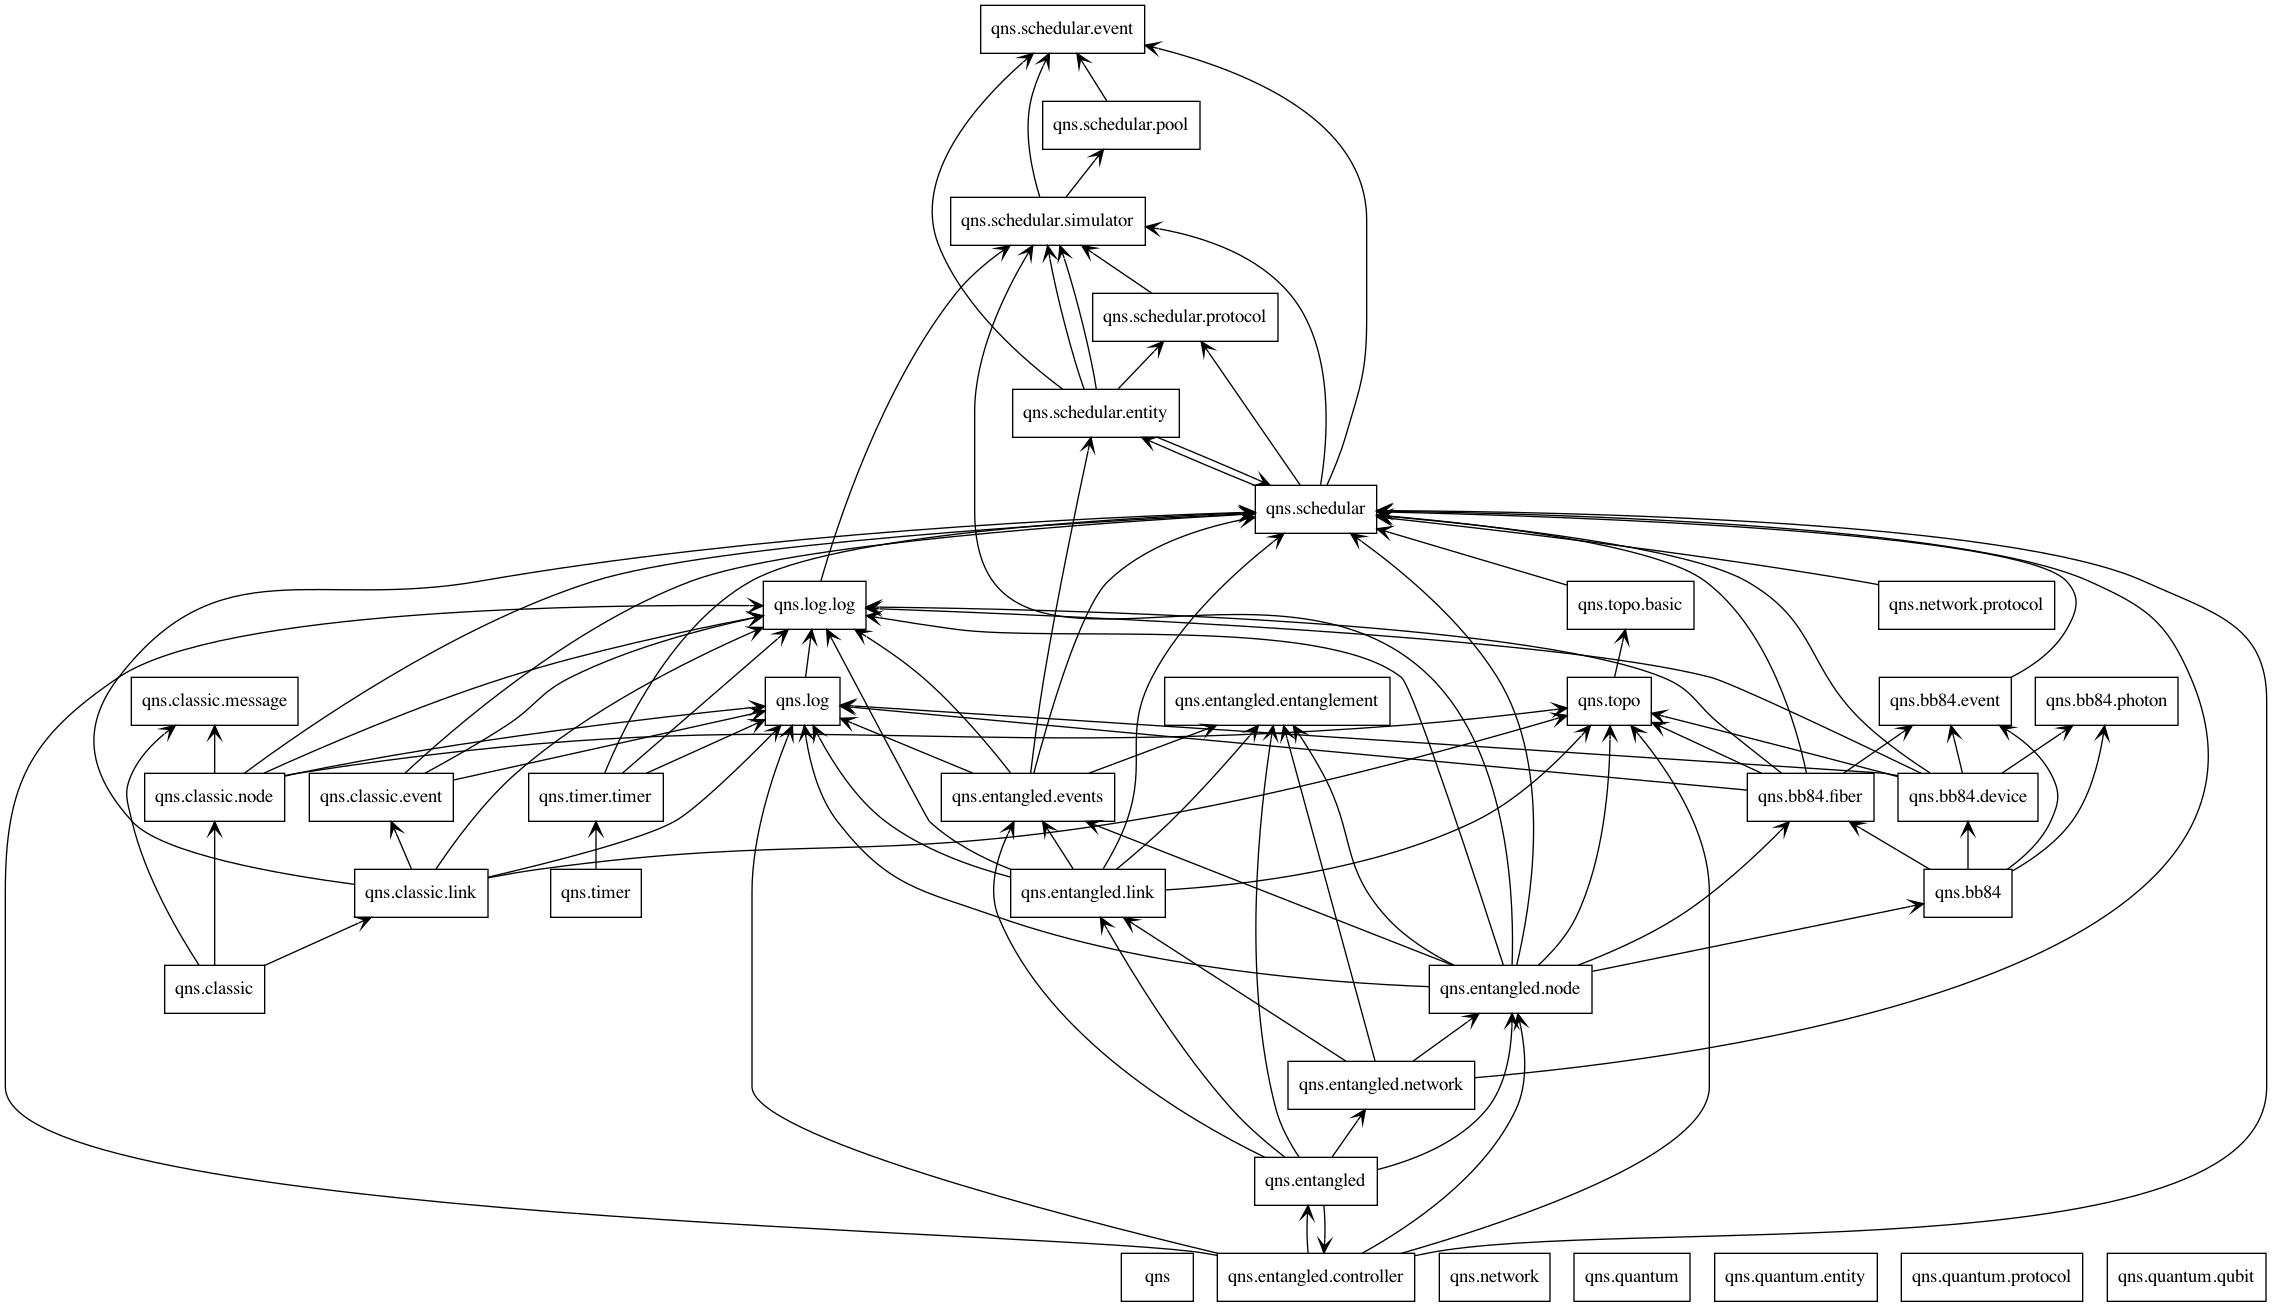 qns.schedular.event
qns.schedular.pool
qns.schedular.simulator
qns.schedular.protocol
qns.schedular.entity
qns.schedular
qns.log.log
qns.topo.basic
qns.network.protocol
qns.classic.message
qns.log
qns.entangled.entanglement
qns.topo
qns.bb84.event
qns.bb84.photon
qns.classic.node
qns.classic.event
qns.timer.timer
qns.entangled.events
qns.bb84.fiber
qns.bb84.device
qns.classic.link
qns.timer
qns.entangled.link
qns.bb84
qns.classic
qns.entangled.node
qns.entangled.network
qns.entangled
qns
qns.entangled.controller
qns.network
qns.quantum
qns.quantum.entity
qns.quantum.protocol
qns.quantum.qubit